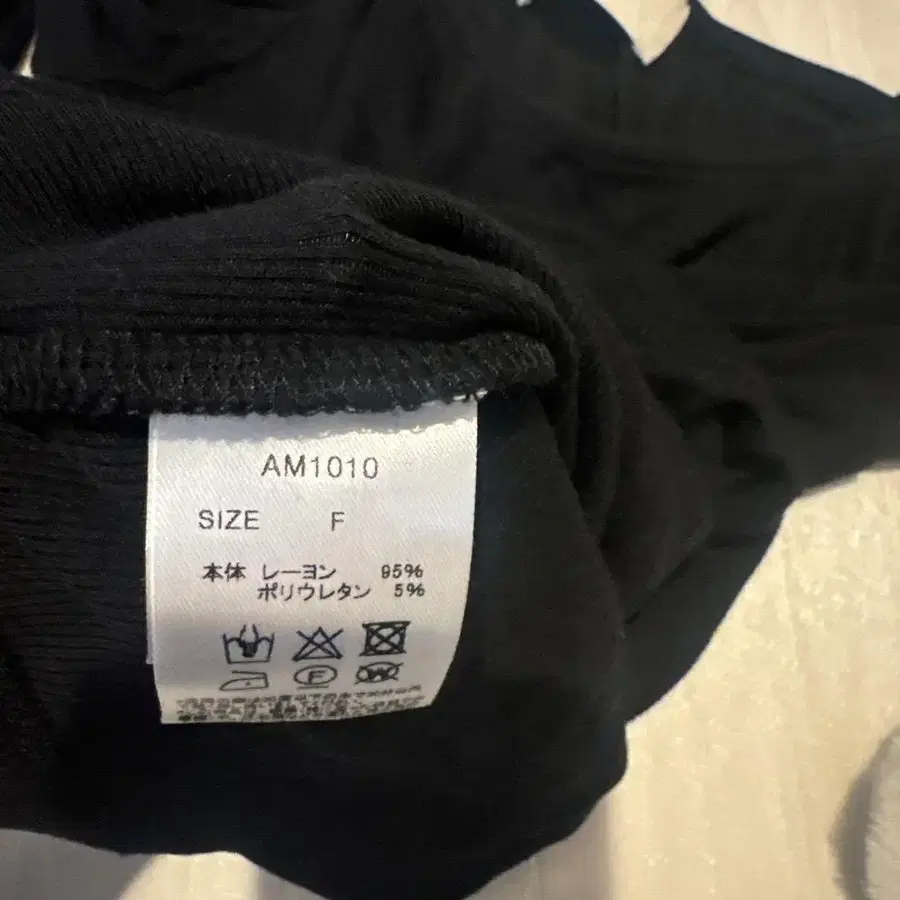 AM1010
SIZE F
本体 レーヨン 95%
ポリウレタン 5%
F
W